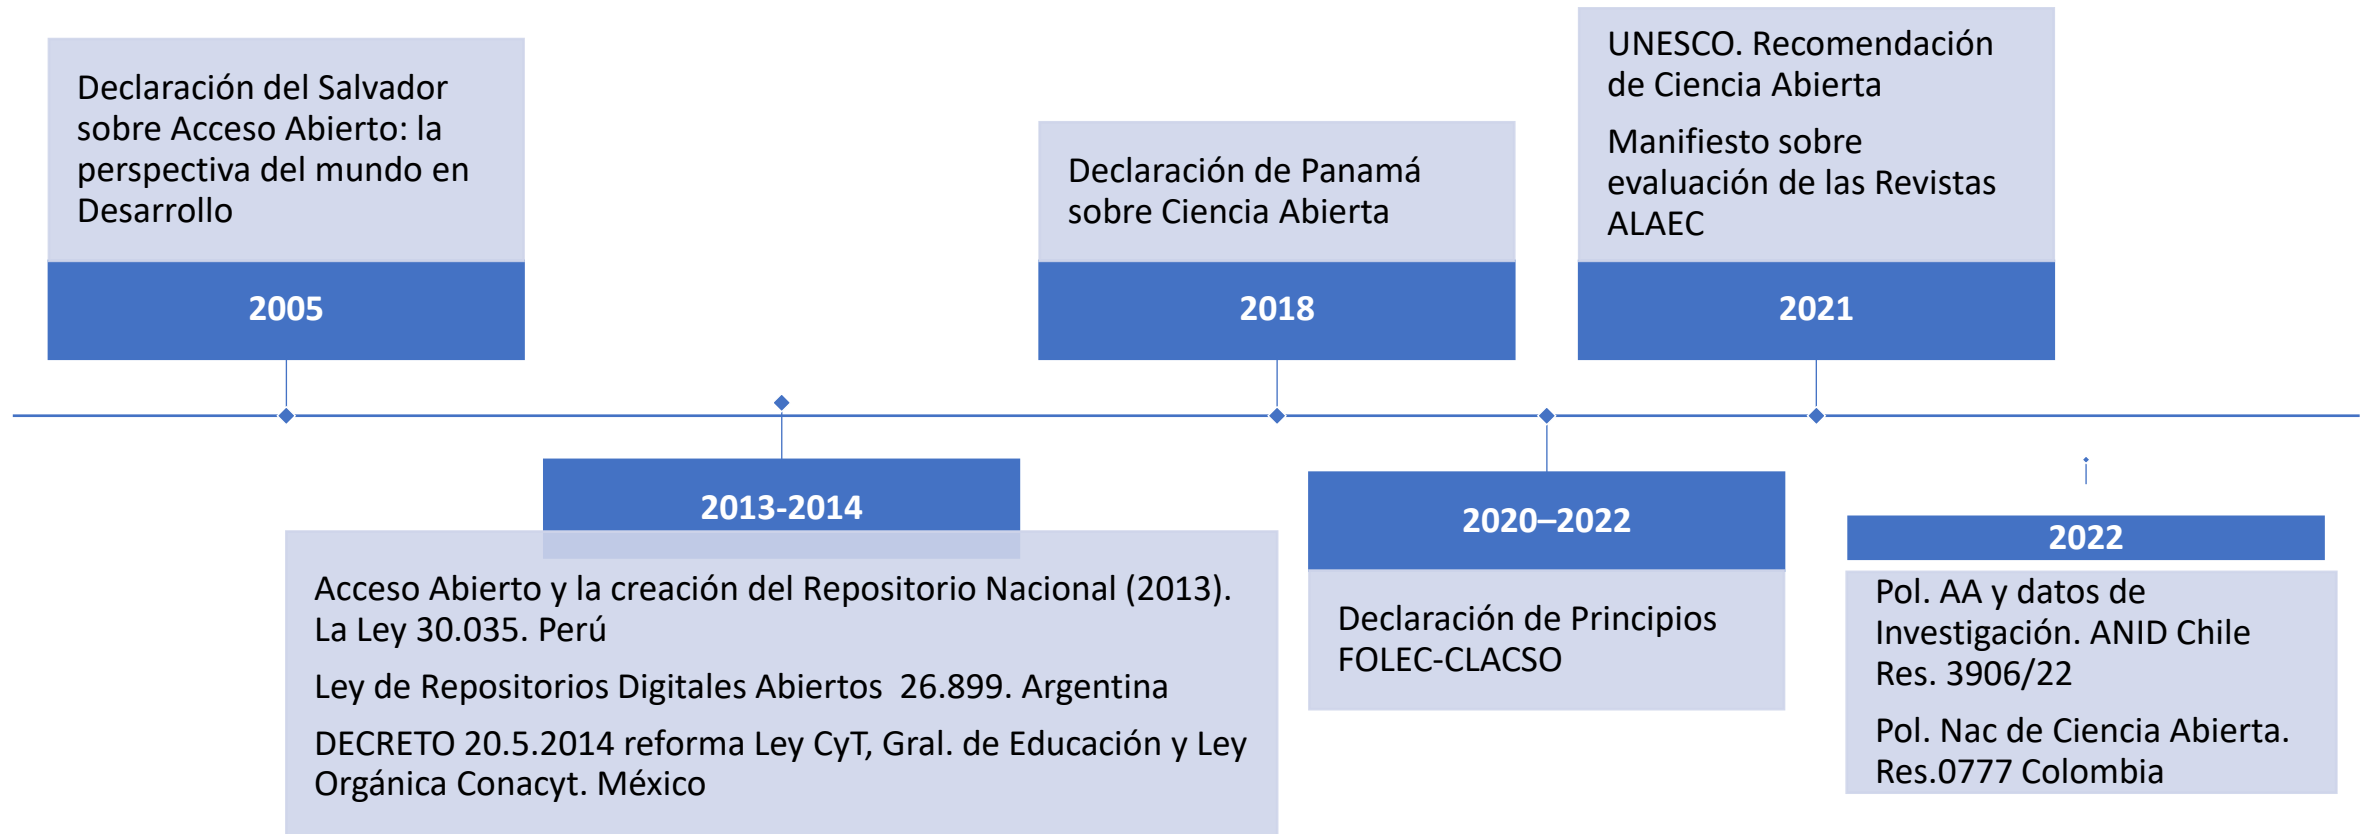 Declaración del Salvador
sobre Acceso Abierto: la
perspectiva del mundo en
Desarrollo
2005
2013-2014
Acceso Abierto y la creación del Repositorio Nacional (2013).
La Ley 30.035. Perú
Ley de Repositorios Digitales Abiertos  26.899. Argentina
DECRETO 20.5.2014 reforma Ley CyT, Gral. de Educación y Ley
Orgánica Conacyt. México
Declaración de Panamá
sobre Ciencia Abierta
2018
2020–2022
Declaración de Principios
FOLEC-CLACSO
UNESCO. Recomendación
de Ciencia Abierta
Manifiesto sobre
evaluación de las Revistas
ALAEC
2021
2022
Pol. AA y datos de
Investigación. ANID Chile
Res. 3906/22
Pol. Nac de Ciencia Abierta.
Res.0777 Colombia